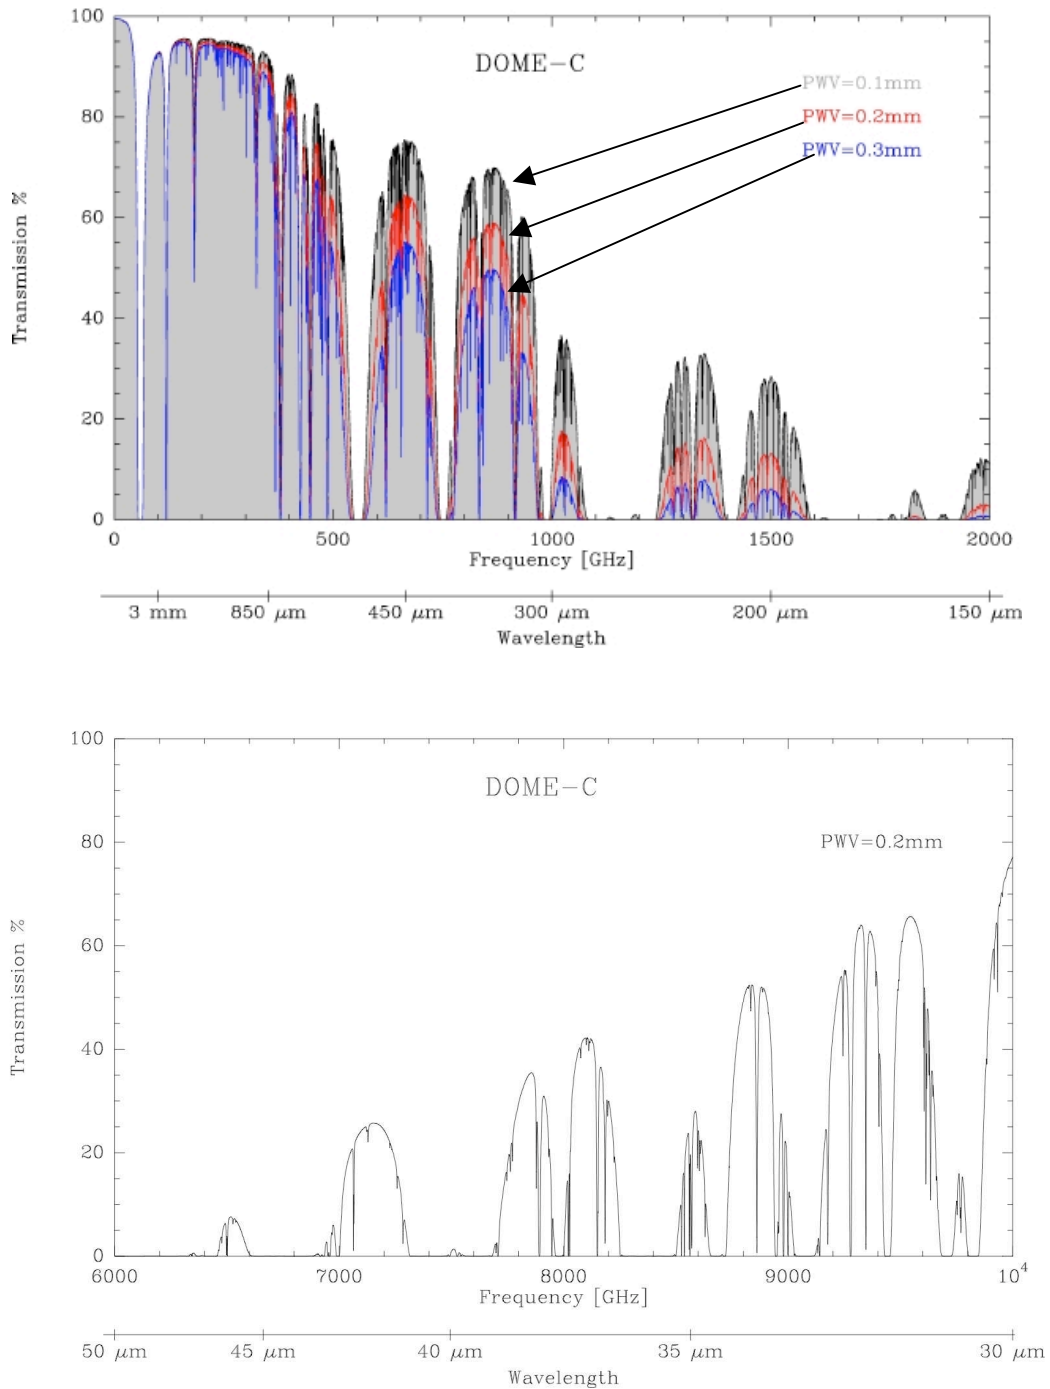 100
DOME-C
PWV=0.1mm
80
PWV=0.2mm
PWV=0.3mm
60
Transmission %
40
20
0
0 500 1000 1500 2000
Frequency [GHz]
3 mm 850 μm 450 μm 300 μm 200 μm 150 μm
Wavelength
100
DOME-C
80
PWV=0.2mm
60
Transmission %
40
20
0
6000 7000 8000 9000 10⁴
Frequency [GHz]
50 μm 45 μm 40 μm 35 μm 30 μm
Wavelength